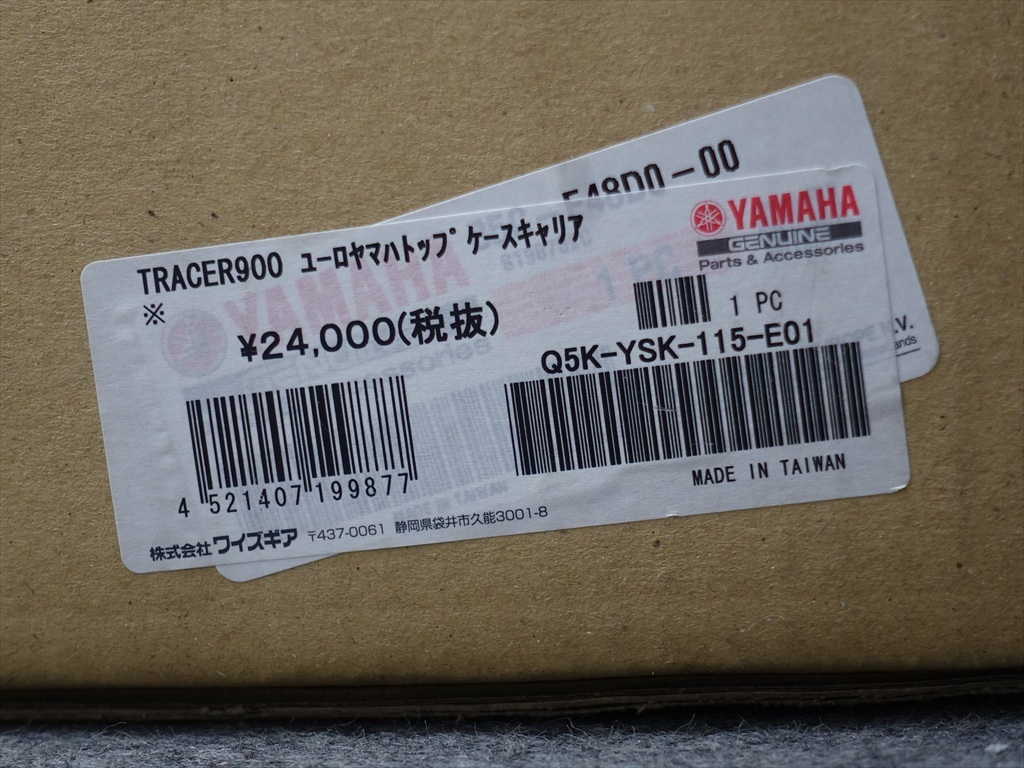 -00
TRACER900 ユーロヤマハトップケースキャリア
※
¥24,000(税抜)
YAMAHA
GENUINE
Parts & Accessories
1 PC
Q5K-YSK-115-E01
4 521407 199877
MADE IN TAIWAN
株式会社ワイズギア 〒437-0061 静岡県袋井市久能3001-8
YAMAHA
1 PC
.V.